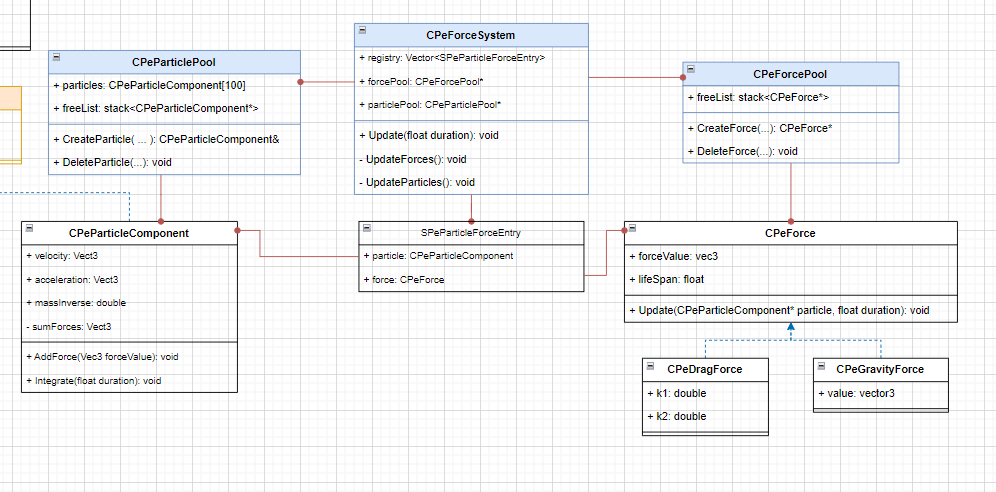 CPeParticlePool
+ particles: CPeParticleComponent[100]
+ freeList: stack<CPeParticleComponent*>
+ CreateParticle( ... ): CPeParticleComponent&
+ DeleteParticle(...): void
CPeForceSystem
+ registry: Vector<SPeParticleForceEntry>
+ forcePool: CPeForcePool*
+ particlePool: CPeParticlePool*
+ Update(float duration): void
- UpdateForces(): void
- UpdateParticles(): void
CPeForcePool
+ freeList: stack<CPeForce*>
+ CreateForce(...): CPeForce*
+ DeleteForce(...): void
CPeParticleComponent
+ velocity: Vect3
+ acceleration: Vect3
+ massInverse: double
- sumForces: Vect3
+ AddForce(Vec3 forceValue): void
+ Integrate(float duration): void
SPeParticleForceEntry
+ particle: CPeParticleComponent
+ force: CPeForce
CPeForce
+ forceValue: vec3
+ lifeSpan: float
+ Update(CPeParticleComponent* particle, float duration): void
CPeDragForce
+ k1: double
+ k2: double
CPeGravityForce
+ value: vector3